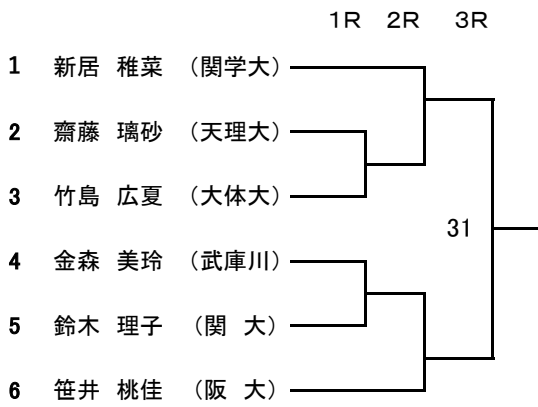 1R 2R 3R
1 新居 稚菜 (関学大)
2 齋藤 璃砂 (天理大)
3 竹島 広夏 (大体大)
31
4 金森 美玲 (武庫川)
5 鈴木 理子 (関 大)
6 笹井 桃佳 (阪 大)